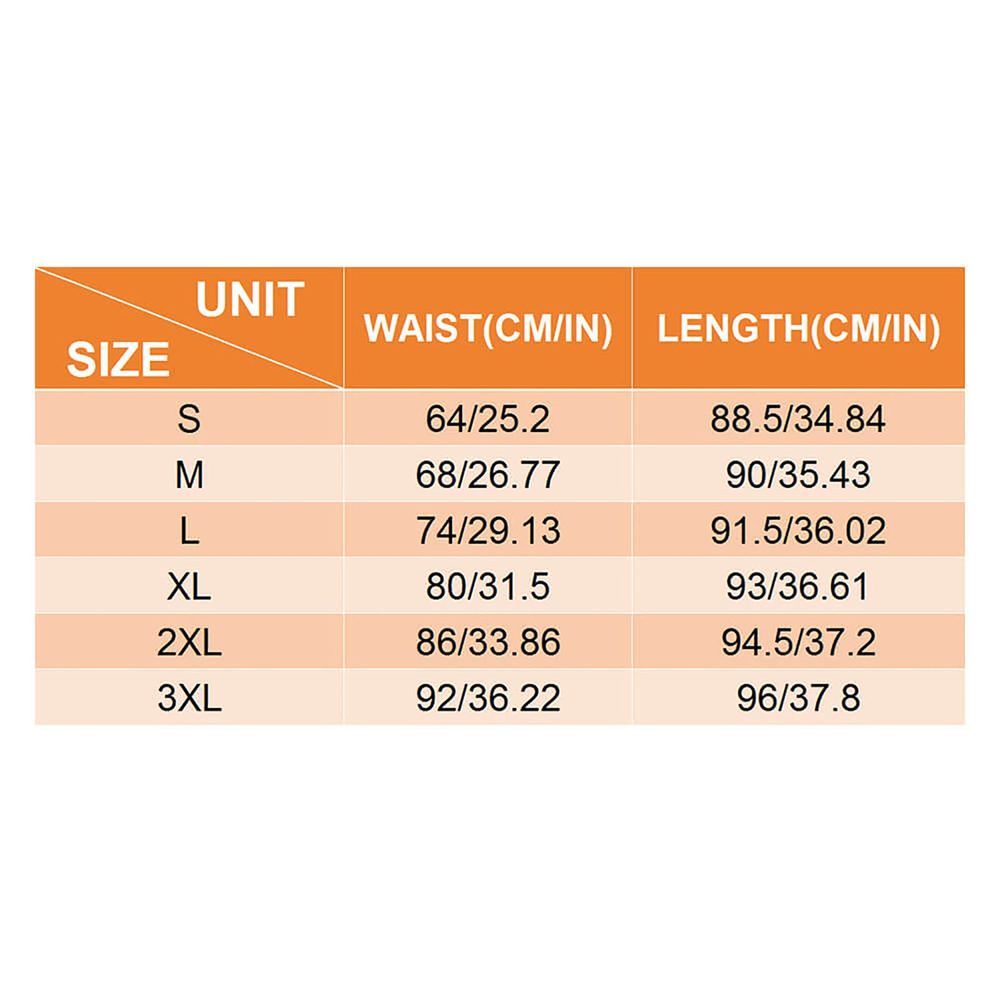 UNIT
SIZE
WAIST(CM/IN) LENGTH(CM/IN)
S 64/25.2 88.5/34.84
M 68/26.77 90/35.43
L 74/29.13 91.5/36.02
XL 80/31.5 93/36.61
2XL 86/33.86 94.5/37.2
3XL 92/36.22 96/37.8